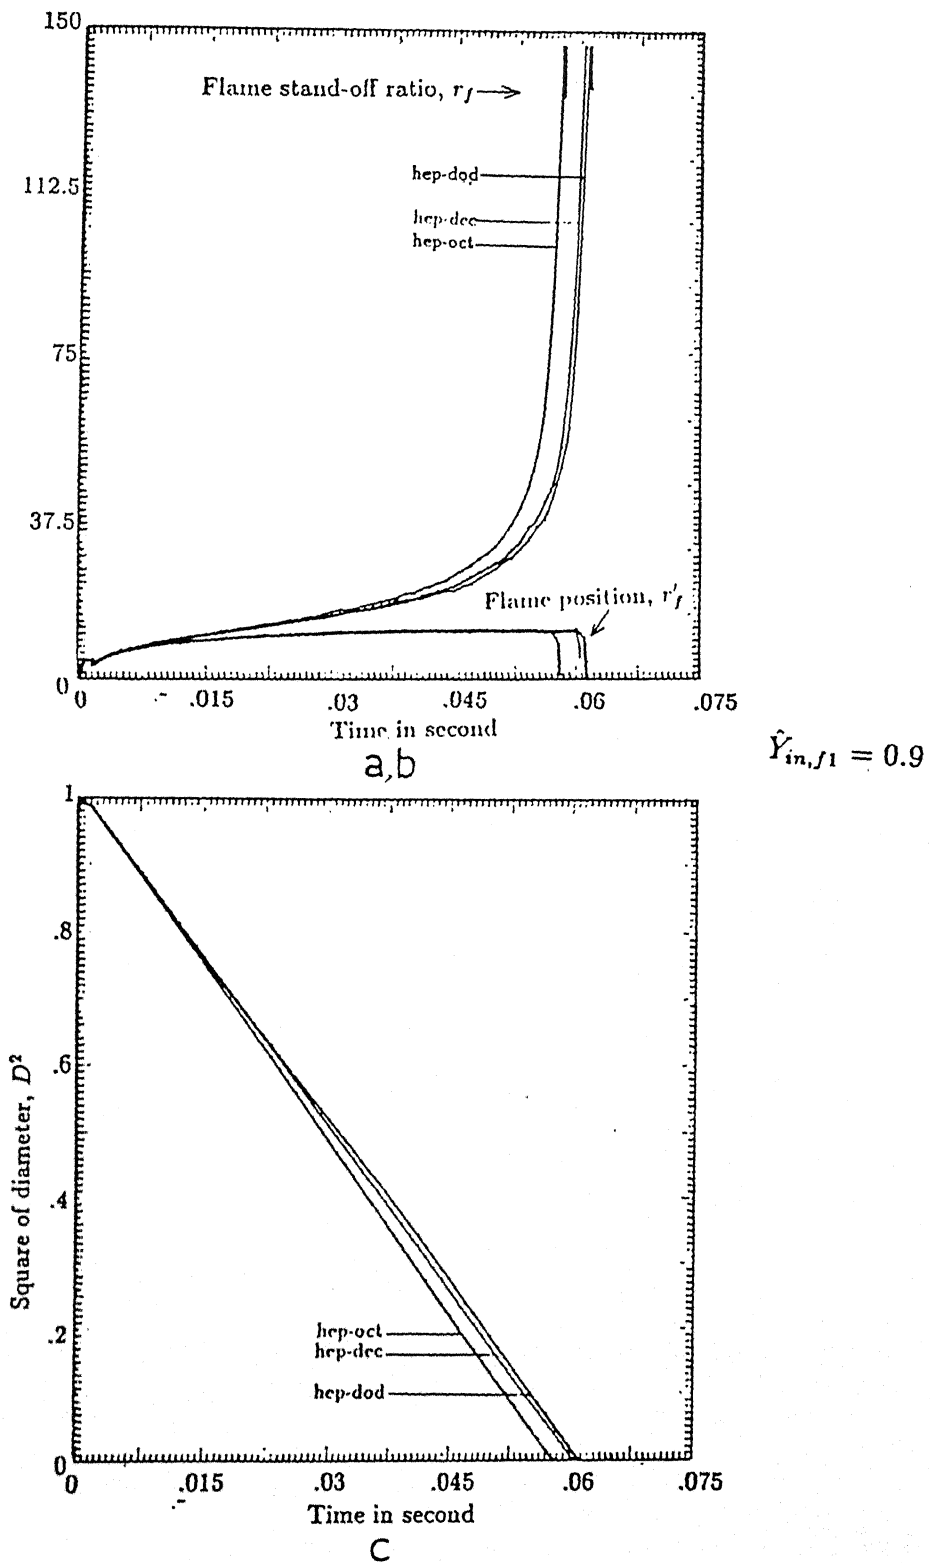 150
Flame stand-off ratio, r_f
hep-dod
112.5
hep-dec
hep-oct
75
37.5
Flame position, r'_f
0
0 .015 .03 .045 .06 .075
Time in second
a,b
Ŷ_in,f1 = 0.9
1
.8
.6
Square of diameter, D²
.4
.2
hep-oct
hep-dec
hep-dod
0
0 .015 .03 .045 .06 .075
Time in second
c